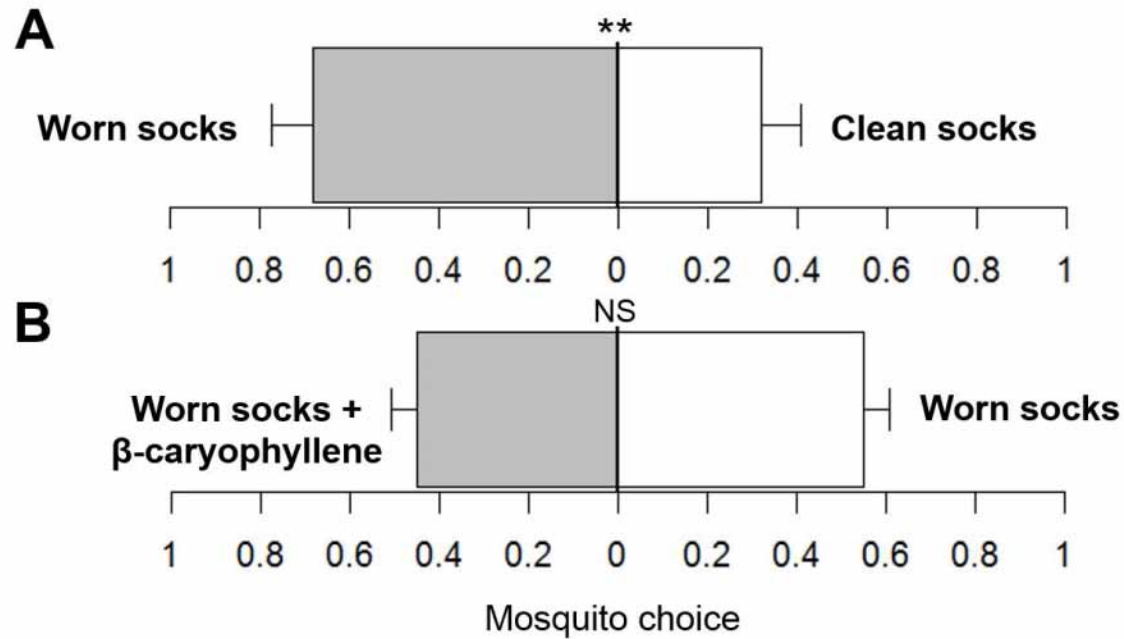 A
**
Worn socks
Clean socks
1 0.8 0.6 0.4 0.2 0 0.2 0.4 0.6 0.8 1
B
NS
Worn socks +
β-caryophyllene
Worn socks
1 0.8 0.6 0.4 0.2 0 0.2 0.4 0.6 0.8 1
Mosquito choice